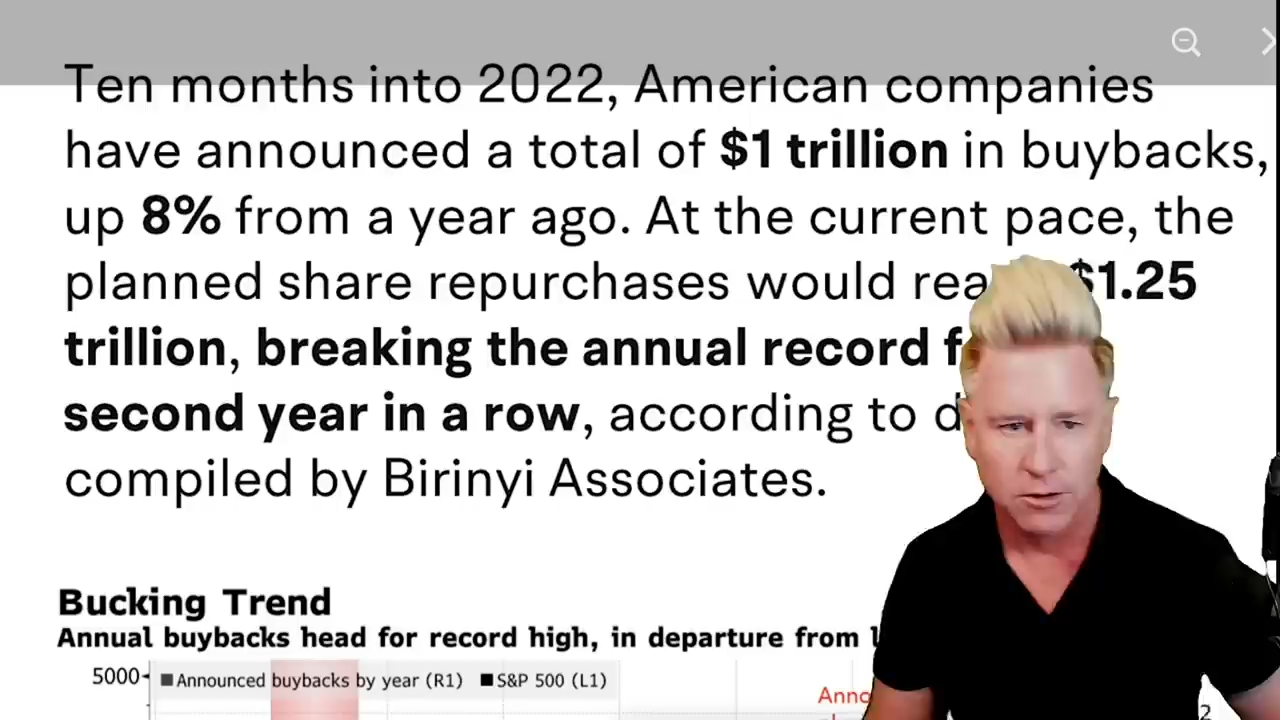 Ten months into 2022, American companies
have announced a total of $1 trillion in buybacks,
up 8% from a year ago. At the current pace, the
planned share repurchases would $1.25
trillion, breaking the annual record
second year in a row, according to
compiled by Birinyi Associates.
Bucking Trend
Annual buybacks head for record high, in departure from
5000
Announced buybacks by year (R1) S&P 500 (L1)